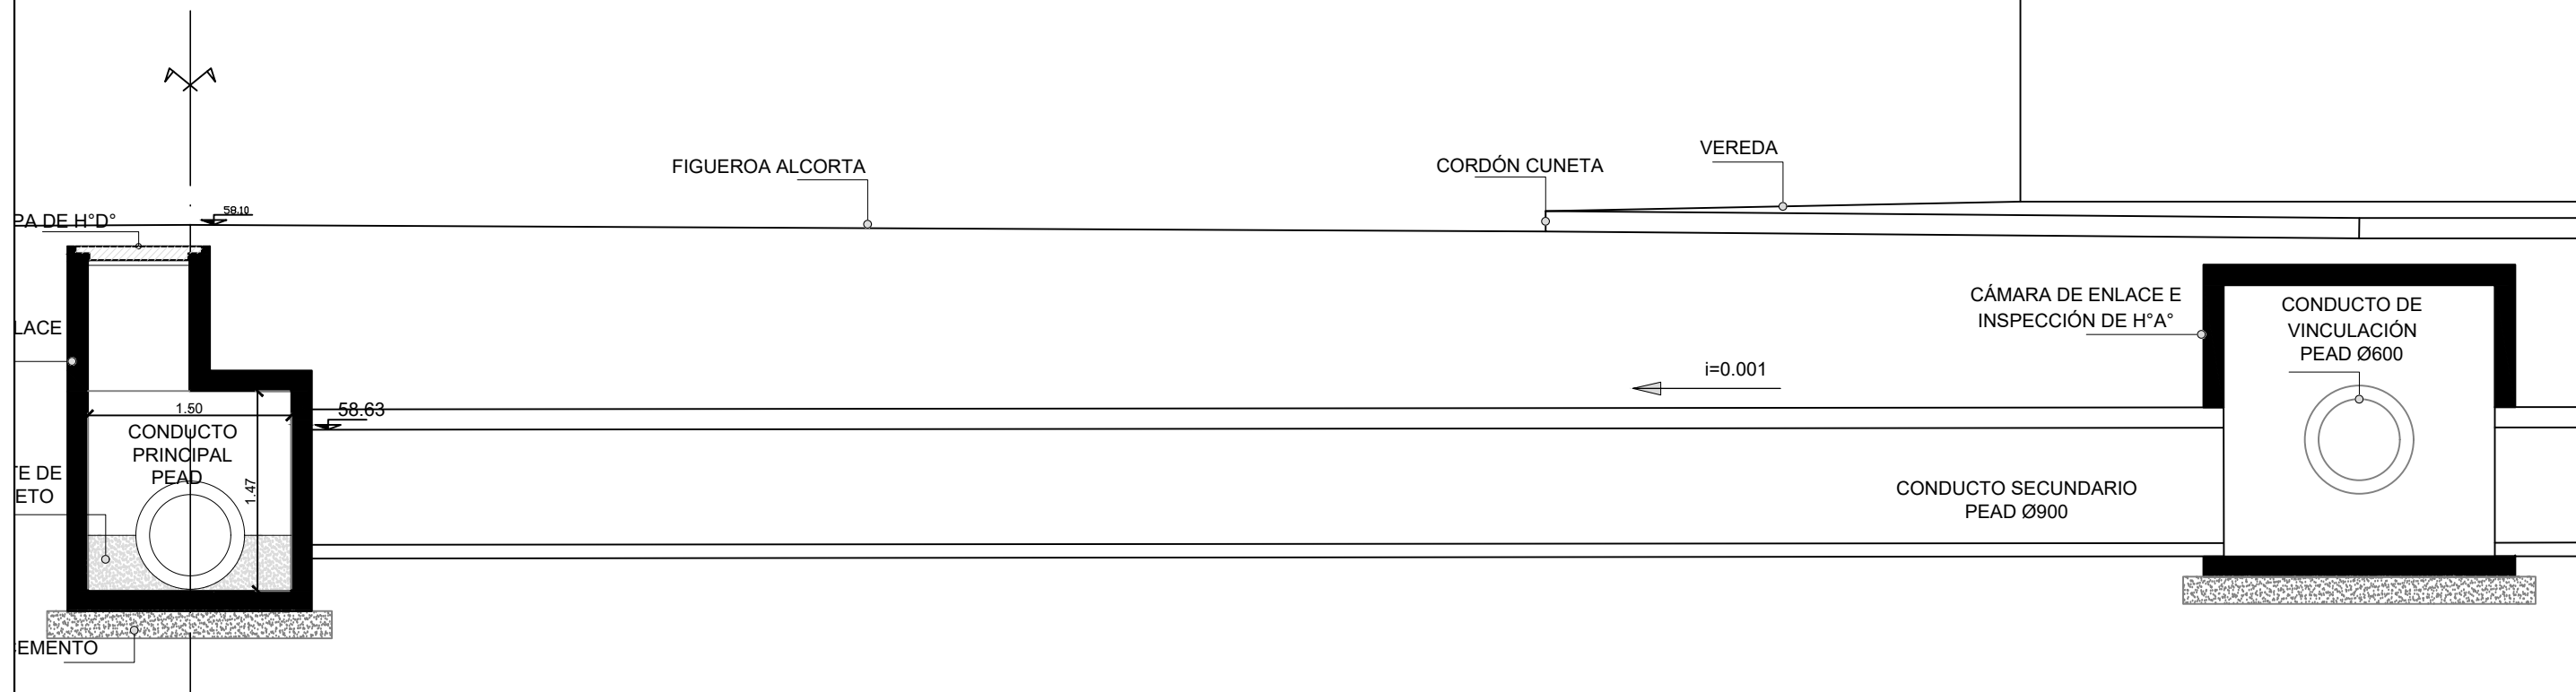 FIGUEROA ALCORTA
CORDÓN CUNETA
VEREDA
58.10
PA DE H°D°
LACE
CÁMARA DE ENLACE E
INSPECCIÓN DE H°A°
CONDUCTO DE
VINCULACIÓN
PEAD Ø600
i=0.001
1.50
58.63
CONDUCTO
PRINCIPAL
PEAD
1.47
TE DE
ETO
CONDUCTO SECUNDARIO
PEAD Ø900
CEMENTO